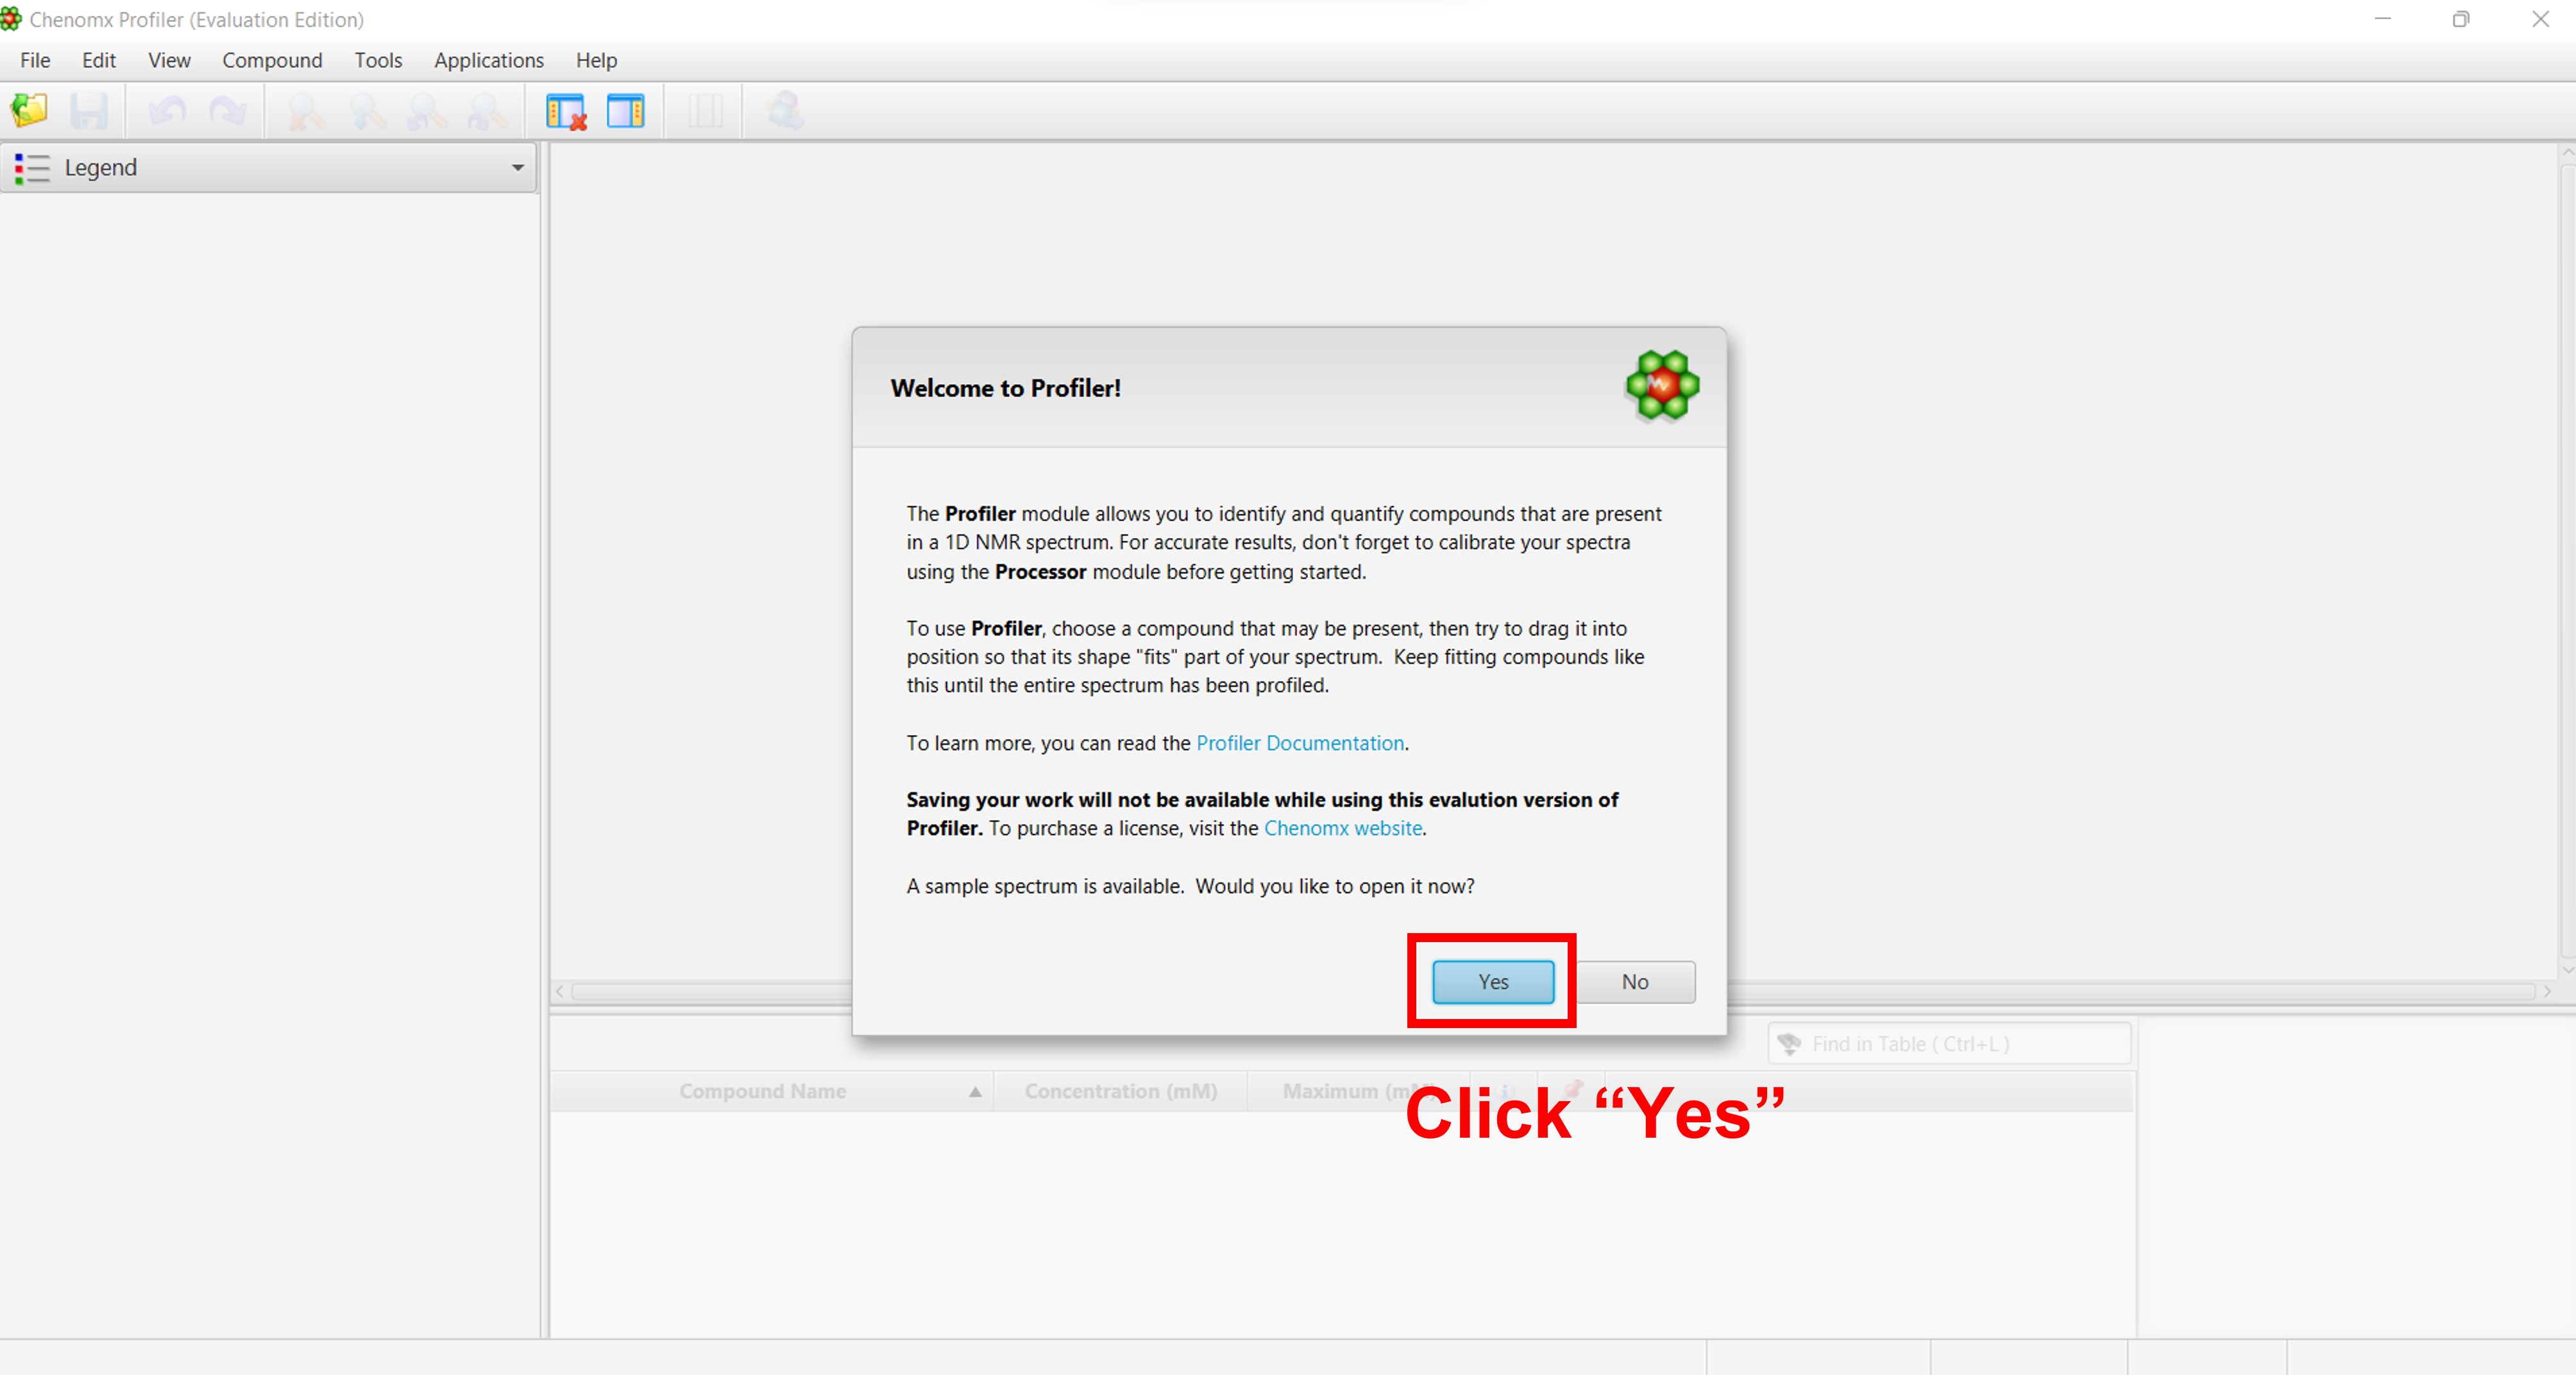 Chenomx Profiler (Evaluation Edition)
File Edit View Compound Tools Applications Help
Legend
Welcome to Profiler!
The Profiler module allows you to identify and quantify compounds that are present
in a 1D NMR spectrum. For accurate results, don't forget to calibrate your spectra
using the Processor module before getting started.
To use Profiler, choose a compound that may be present, then try to drag it into
position so that its shape "fits" part of your spectrum. Keep fitting compounds like
this until the entire spectrum has been profiled.
To learn more, you can read the Profiler Documentation.
Saving your work will not be available while using this evalution version of
Profiler. To purchase a license, visit the Chenomx website.
A sample spectrum is available. Would you like to open it now?
Yes No
Find in Table ( Ctrl+L )
Compound Name Concentration (mM) Maximum (mM)
Click “Yes”